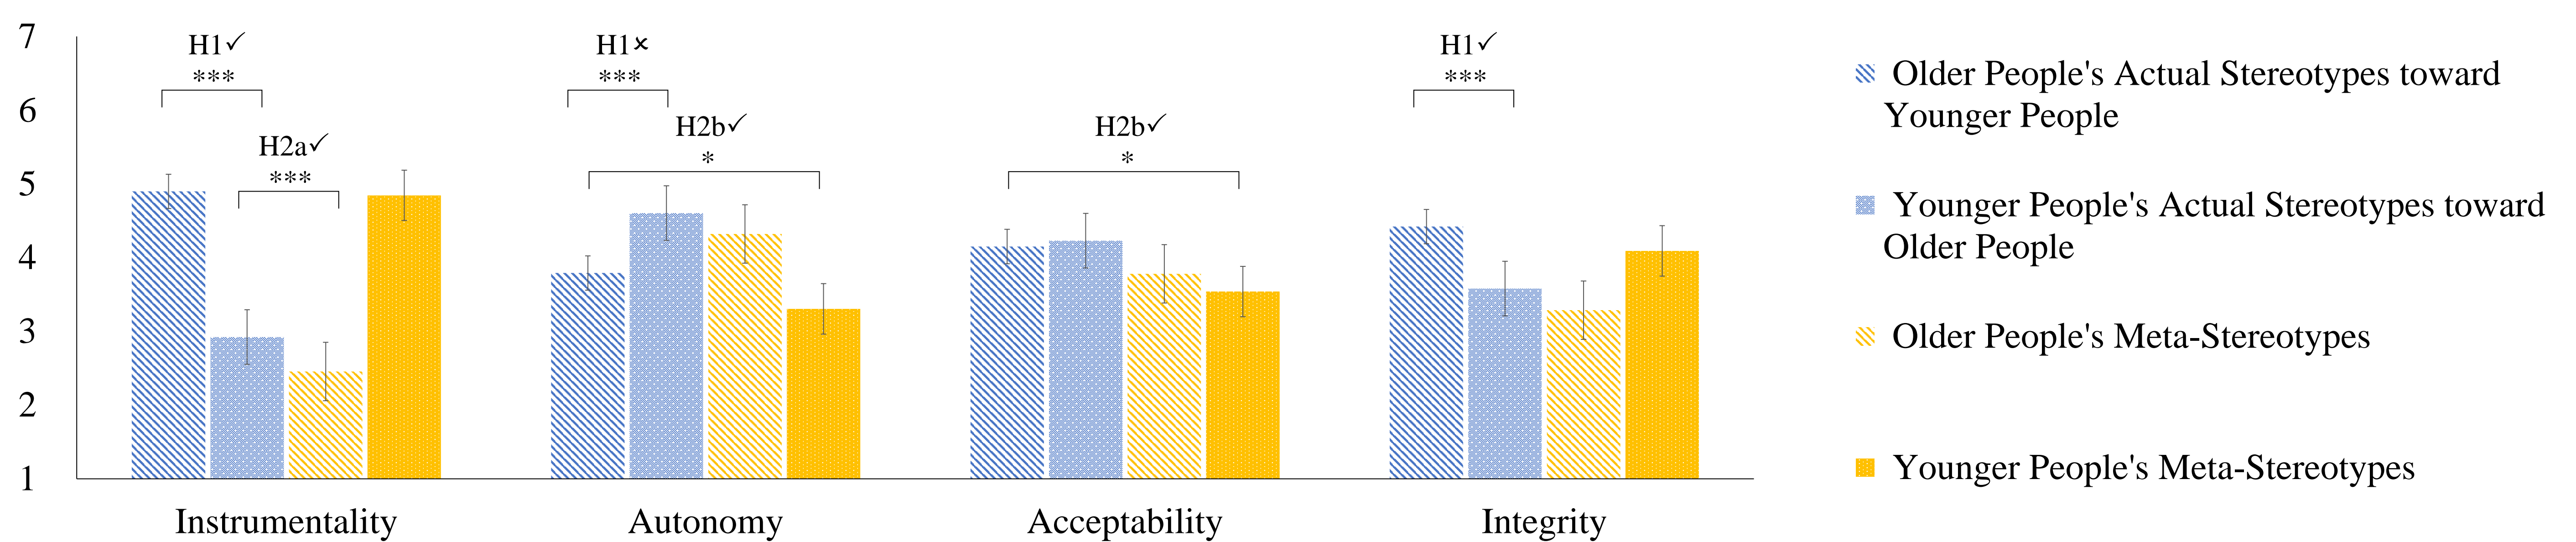 7
6
5
4
3
2
1
H1✓
***
H2a✓
***
H1×
***
H2b✓
*
H2b✓
*
H1✓
***
Instrumentality
Autonomy
Acceptability
Integrity
Older People's Actual Stereotypes toward
Younger People
Younger People's Actual Stereotypes toward
Older People
Older People's Meta-Stereotypes
Younger People's Meta-Stereotypes